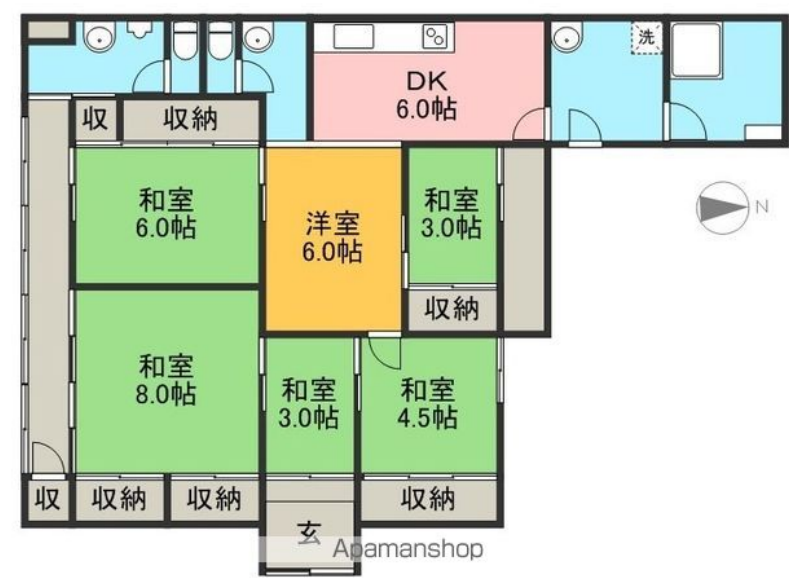 洗
DK
6.0帖
収
収納
和室
6.0帖
洋室
6.0帖
和室
3.0帖
N
収納
和室
8.0帖
和室
3.0帖
和室
4.5帖
収
収納
収納
収納
玄
Apamanshop